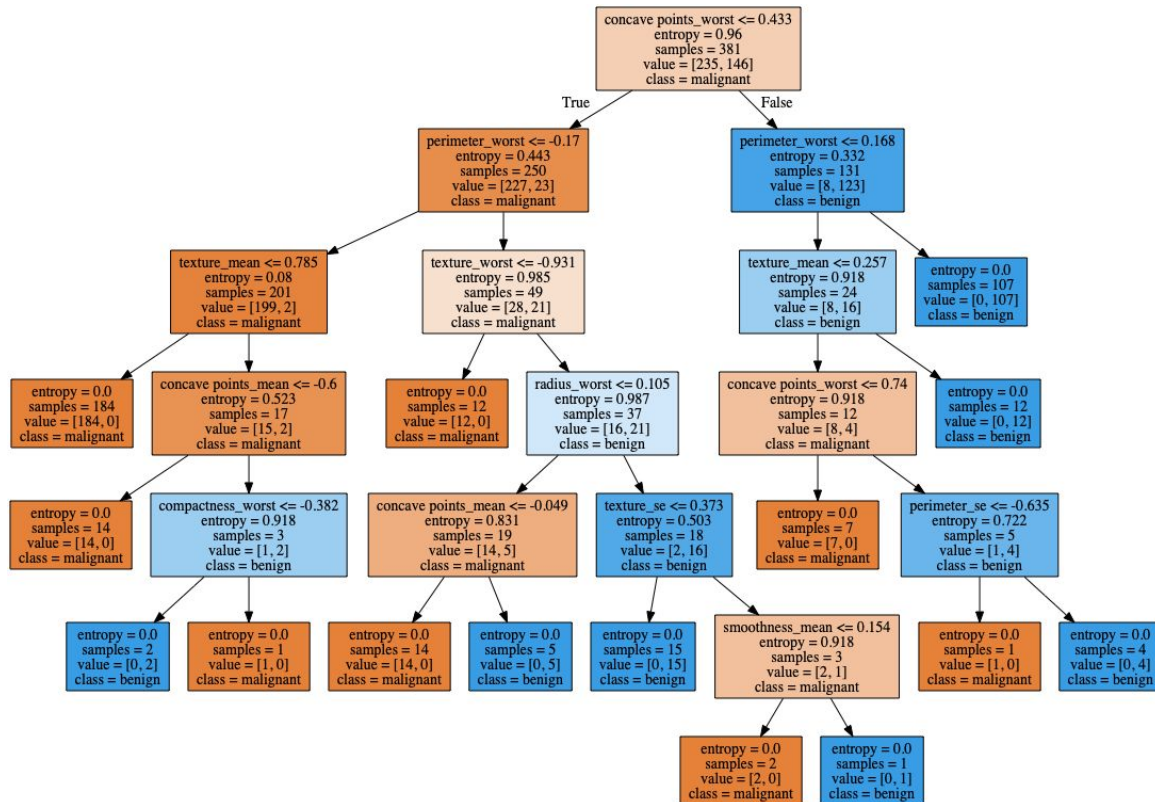 concave points_worst <= 0.433
entropy = 0.96
samples = 381
value = [235, 146]
class = malignant
True
False
perimeter_worst <= -0.17
entropy = 0.443
samples = 250
value = [227, 23]
class = malignant
perimeter_worst <= 0.168
entropy = 0.332
samples = 131
value = [8, 123]
class = benign
texture_mean <= 0.785
entropy = 0.08
samples = 201
value = [199, 2]
class = malignant
texture_worst <= -0.931
entropy = 0.985
samples = 49
value = [28, 21]
class = malignant
texture_mean <= 0.257
entropy = 0.918
samples = 24
value = [8, 16]
class = benign
entropy = 0.0
samples = 107
value = [0, 107]
class = benign
entropy = 0.0
samples = 184
value = [184, 0]
class = malignant
concave points_mean <= -0.6
entropy = 0.523
samples = 17
value = [15, 2]
class = malignant
entropy = 0.0
samples = 12
value = [12, 0]
class = malignant
radius_worst <= 0.105
entropy = 0.987
samples = 37
value = [16, 21]
class = benign
concave points_worst <= 0.74
entropy = 0.918
samples = 12
value = [8, 4]
class = malignant
entropy = 0.0
samples = 12
value = [0, 12]
class = benign
entropy = 0.0
samples = 14
value = [14, 0]
class = malignant
compactness_worst <= -0.382
entropy = 0.918
samples = 3
value = [1, 2]
class = benign
concave points_mean <= -0.049
entropy = 0.831
samples = 19
value = [14, 5]
class = malignant
texture_se <= 0.373
entropy = 0.503
samples = 18
value = [2, 16]
class = benign
entropy = 0.0
samples = 7
value = [7, 0]
class = malignant
perimeter_se <= -0.635
entropy = 0.722
samples = 5
value = [1, 4]
class = benign
entropy = 0.0
samples = 2
value = [0, 2]
class = benign
entropy = 0.0
samples = 1
value = [1, 0]
class = malignant
entropy = 0.0
samples = 14
value = [14, 0]
class = malignant
entropy = 0.0
samples = 5
value = [0, 5]
class = benign
entropy = 0.0
samples = 15
value = [0, 15]
class = benign
smoothness_mean <= 0.154
entropy = 0.918
samples = 3
value = [2, 1]
class = malignant
entropy = 0.0
samples = 1
value = [1, 0]
class = malignant
entropy = 0.0
samples = 4
value = [0, 4]
class = benign
entropy = 0.0
samples = 2
value = [2, 0]
class = malignant
entropy = 0.0
samples = 1
value = [0, 1]
class = benign